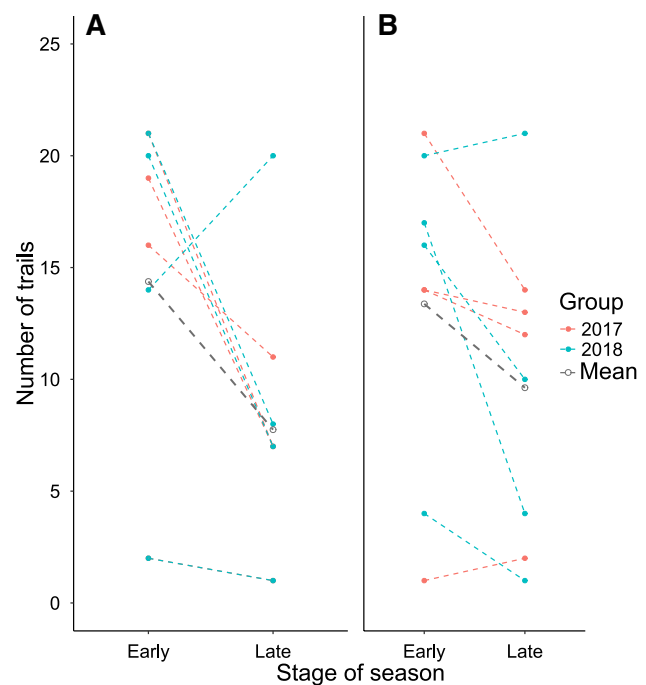 A
B
25
20
15
10
5
0
Number of trails
Early
Late
Early
Late
Stage of season
Group
2017
2018
Mean